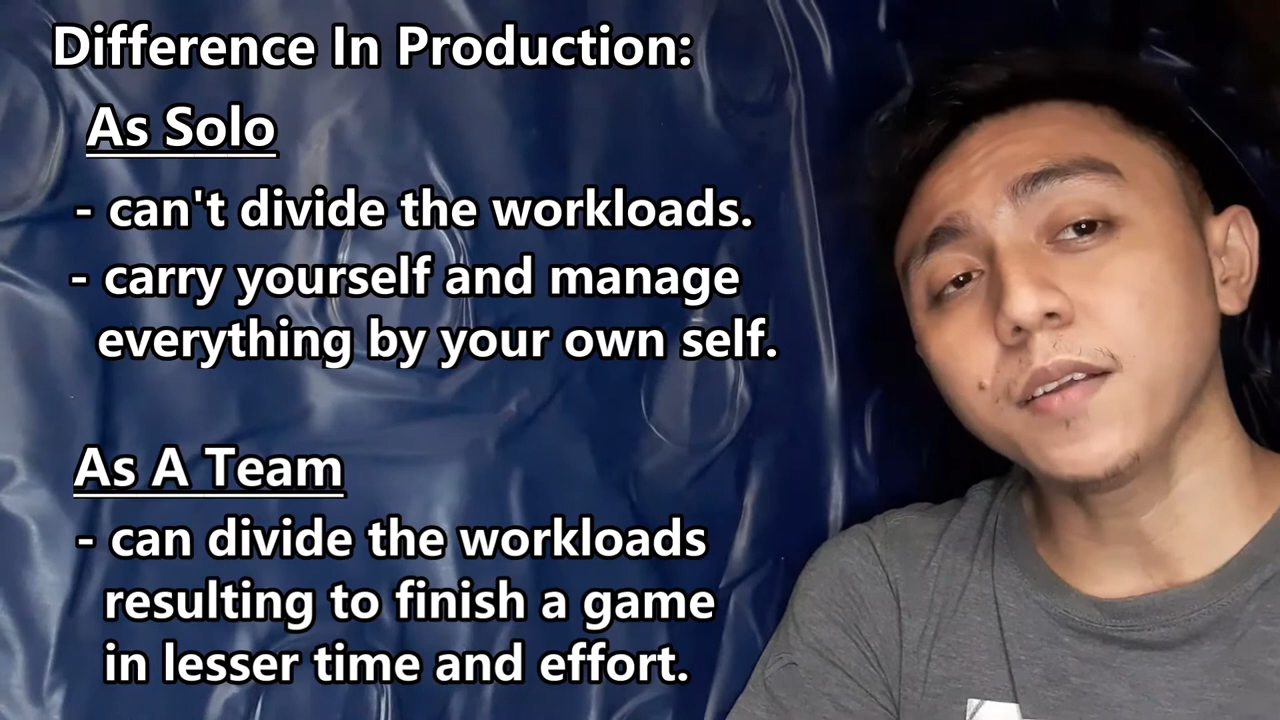 Difference In Production:
As Solo
- can't divide the workloads.
- carry yourself and manage
everything by your own self.
As A Team
- can divide the workloads
resulting to finish a game
in lesser time and effort.